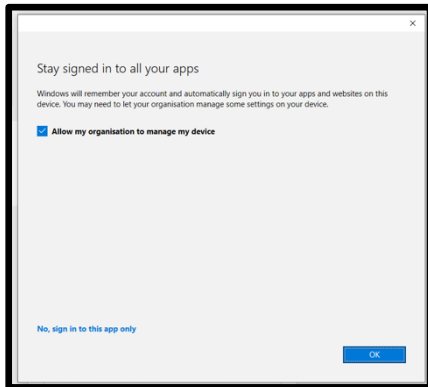 Stay signed in to all your apps
Windows will remember your account and automatically sign you in to your apps and websites on this
device. You may need to let your organisation manage some settings on your device.
Allow my organisation to manage my device
No, sign in to this app only
OK